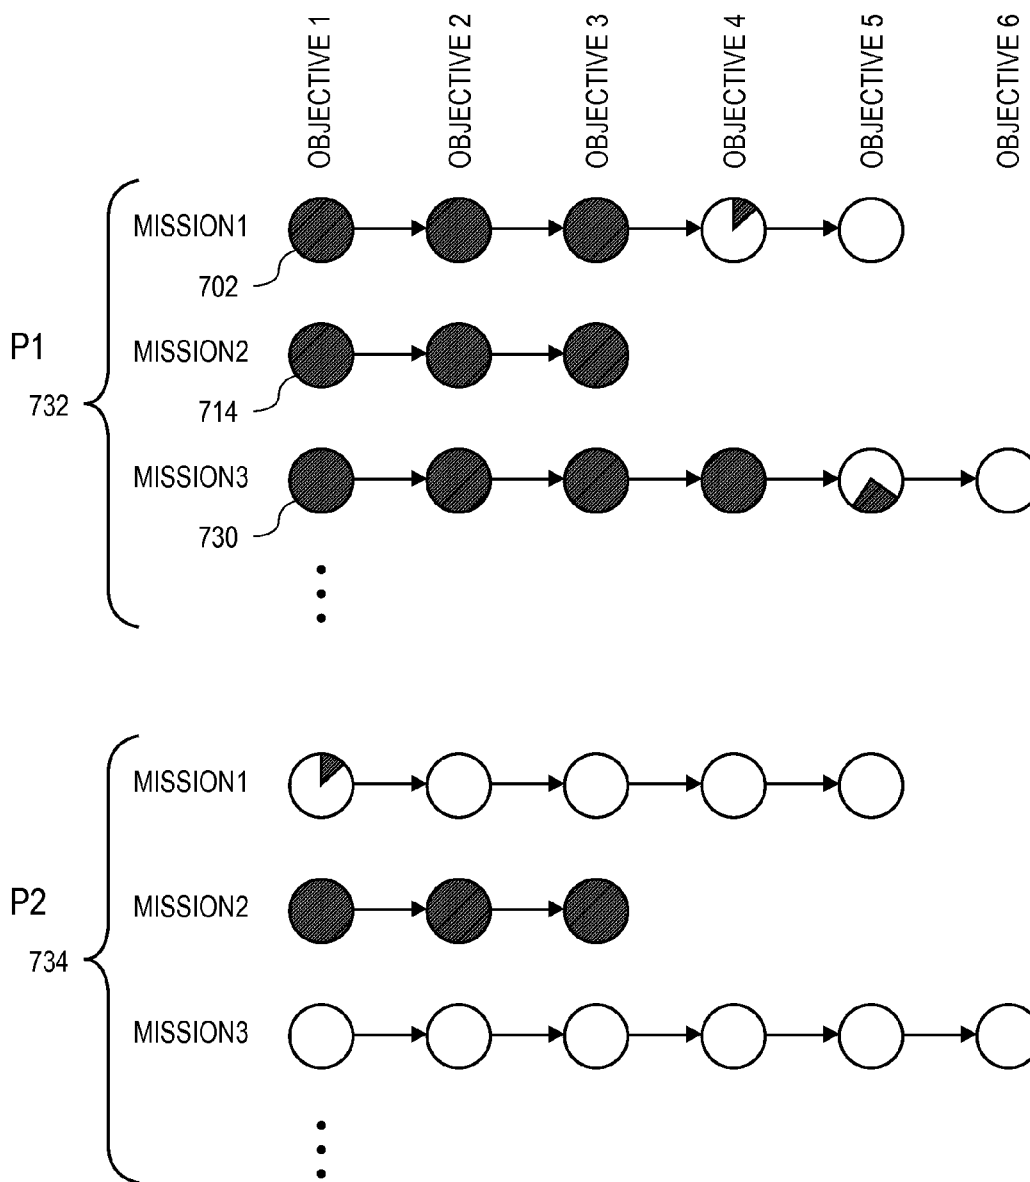 OBJECTIVE 1
OBJECTIVE 2
OBJECTIVE 3
OBJECTIVE 4
OBJECTIVE 5
OBJECTIVE 6
P1
732
MISSION1
702
MISSION2
714
MISSION3
730
P2
734
MISSION1
MISSION2
MISSION3